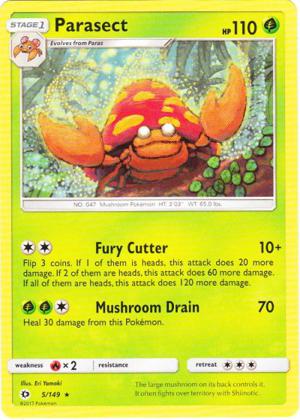 STAGE 1 Parasect HP 110
Evolves from Paras
NO. 047 Mushroom Pokémon HT: 3'03" WT: 65.0 lbs.
Fury Cutter 10+
Flip 3 coins. If 1 of them is heads, this attack does 20 more
damage. If 2 of them are heads, this attack does 60 more damage.
If all of them are heads, this attack does 120 more damage.
Mushroom Drain 70
Heal 30 damage from this Pokémon.
weakness ×2 resistance retreat
Illus. Eri Yamaki
The large mushroom on its back controls it.
It often fights over territory with Shiinotic.
5/149
©2017 Pokémon